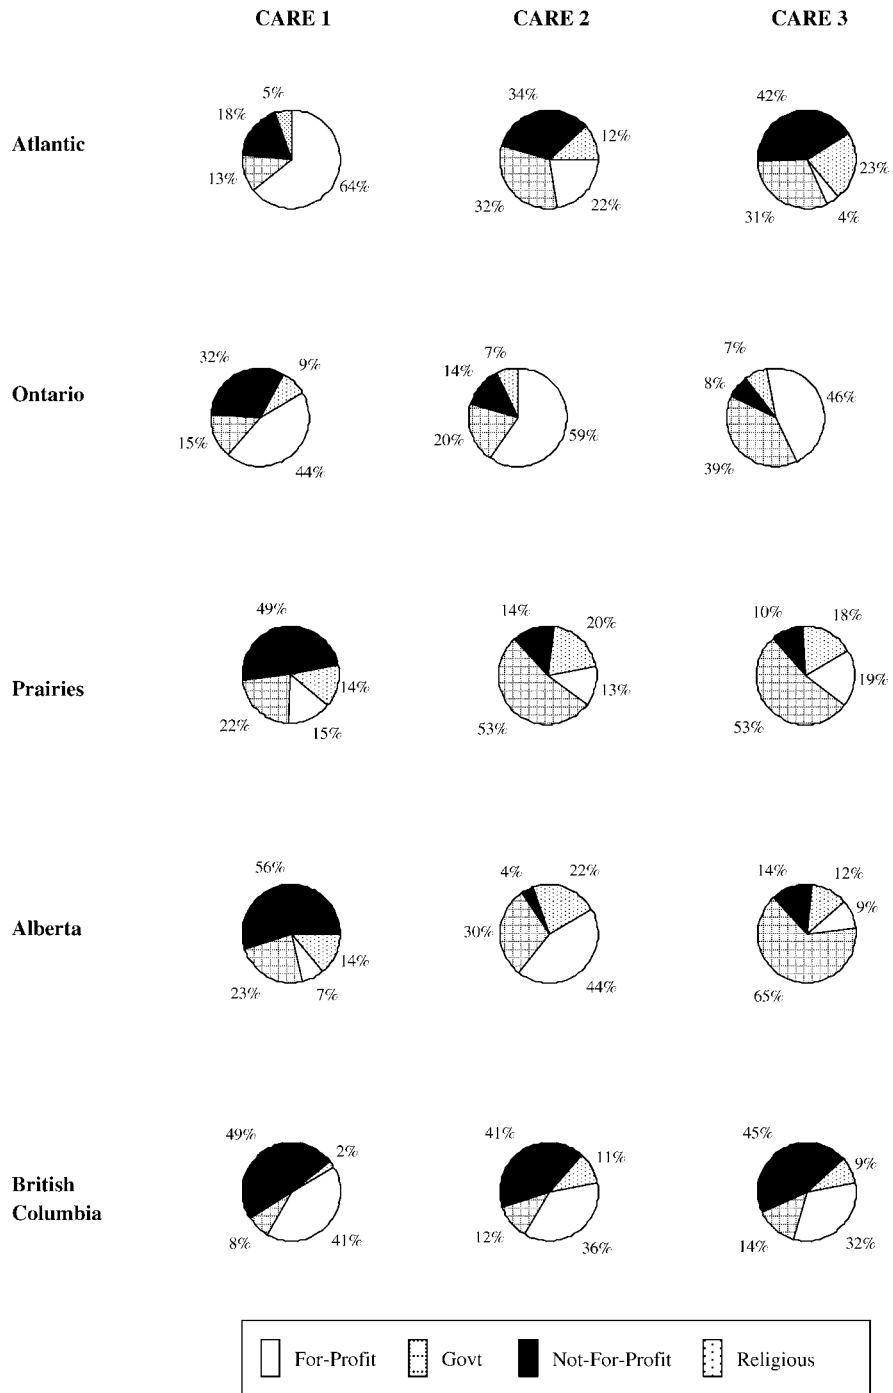 CARE 1 CARE 2 CARE 3
5% 34% 42%
18% 12%
Atlantic
13% 64% 32% 22% 31% 4% 23%
32% 9% 14% 7% 7%
Ontario 8% 46%
15% 44% 20% 59% 39%
49% 14% 20% 10% 18%
Prairies 14% 13% 19%
22% 15% 53% 53%
56% 4% 22% 14% 12%
Alberta 30% 9%
23% 7% 14% 44% 65%
49% 2% 41% 11% 45% 9%
British
Columbia
8% 41% 12% 36% 14% 32%
For-Profit Govt Not-For-Profit Religious